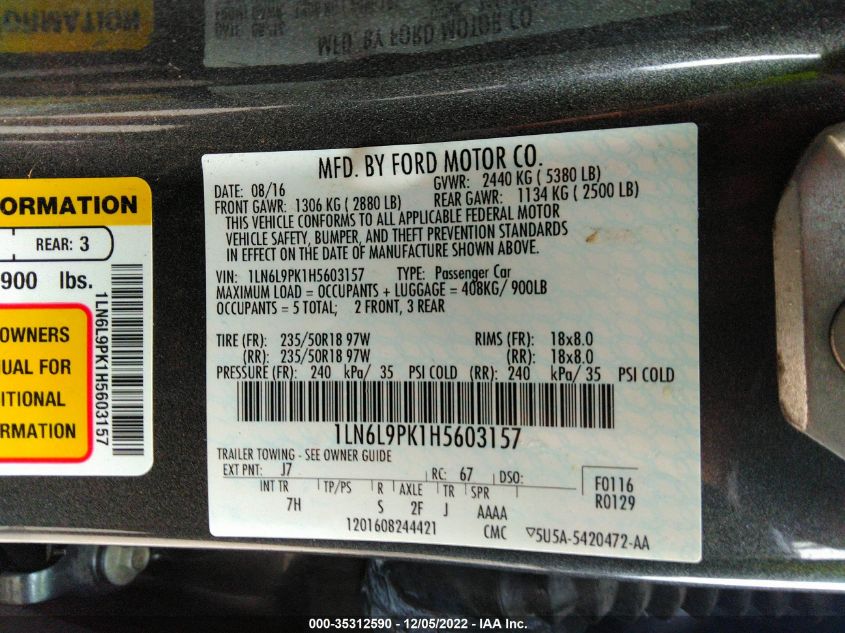 MFD. BY FORD MOTOR CO.
MFD. BY FORD MOTOR CO.
DATE: 08/16
GVWR: 2440 KG ( 5380 LB)
FRONT GAWR: 1306 KG ( 2880 LB)
REAR GAWR: 1134 KG ( 2500 LB)
THIS VEHICLE CONFORMS TO ALL APPLICABLE FEDERAL MOTOR
VEHICLE SAFETY, BUMPER, AND THEFT PREVENTION STANDARDS
IN EFFECT ON THE DATE OF MANUFACTURE SHOWN ABOVE.
VIN: 1LN6L9PK1H5603157 TYPE: Passenger Car
MAXIMUM LOAD = OCCUPANTS + LUGGAGE = 408KG/ 900LB
OCCUPANTS = 5 TOTAL; 2 FRONT, 3 REAR
TIRE (FR): 235/50R18 97W RIMS (FR): 18x8.0
(RR): 235/50R18 97W (RR): 18x8.0
PRESSURE (FR): 240 kPa/ 35 PSI COLD (RR): 240 kPa/ 35 PSI COLD
1LN6L9PK1H5603157
TRAILER TOWING - SEE OWNER GUIDE
EXT PNT: J7 RC: 67 DSO:
F0116
R0129
INT TR TP/PS R AXLE TR SPR
7H S 2F J AAAA
1201608244421 CMC ▽5U5A-5420472-AA
ORMATION
REAR: 3
900 lbs.
OWNERS
NUAL FOR
DITIONAL
ORMATION
1LN6L9PK1H5603157
000-35312590 - 12/05/2022 - IAA Inc.